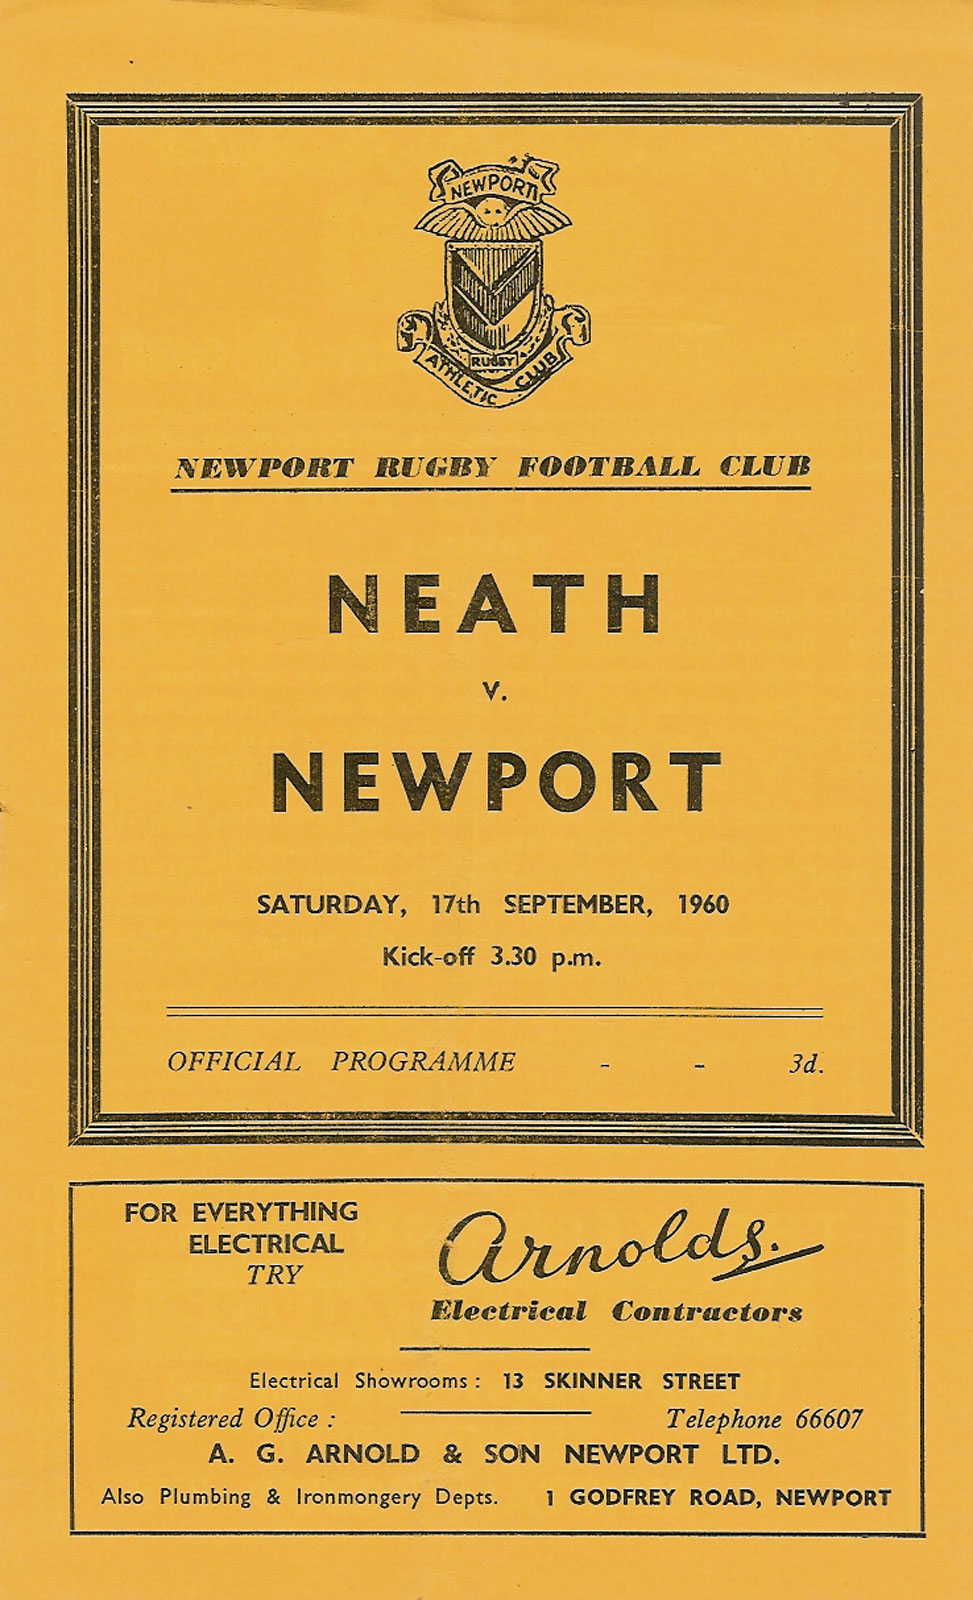 NEWPORT
RUGBY
ATHLETIC CLUB
NEWPORT RUGBY FOOTBALL CLUB
NEATH
v.
NEWPORT
SATURDAY, 17th SEPTEMBER, 1960
Kick-off 3.30 p.m.
OFFICIAL PROGRAMME - - 3d.
FOR EVERYTHING
ELECTRICAL
TRY
Arnolds.
Electrical Contractors
Electrical Showrooms : 13 SKINNER STREET
Registered Office : Telephone 66607
A. G. ARNOLD & SON NEWPORT LTD.
Also Plumbing & Ironmongery Depts. 1 GODFREY ROAD, NEWPORT